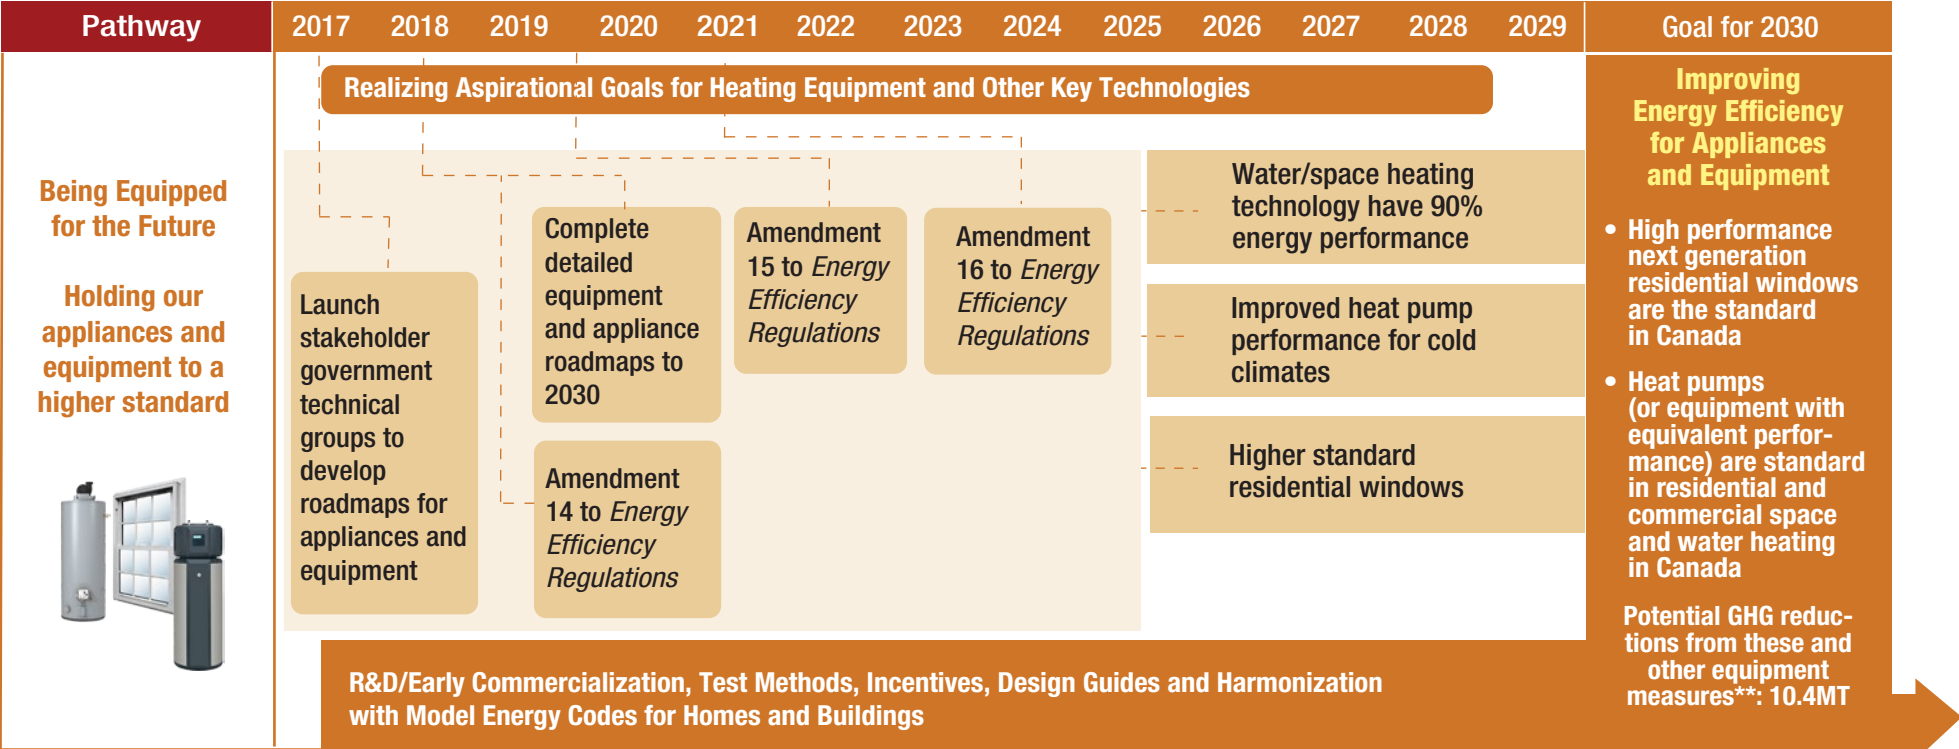 Pathway
2017 2018 2019 2020 2021 2022 2023 2024 2025 2026 2027 2028 2029
Goal for 2030
Being Equipped
for the Future
Holding our
appliances and
equipment to a
higher standard
Realizing Aspirational Goals for Heating Equipment and Other Key Technologies
Launch
stakeholder
government
technical
groups to
develop
roadmaps for
appliances and
equipment
Complete
detailed
equipment
and appliance
roadmaps to
2030
Amendment
14 to Energy
Efficiency
Regulations
Amendment
15 to Energy
Efficiency
Regulations
Amendment
16 to Energy
Efficiency
Regulations
Water/space heating
technology have 90%
energy performance
Improved heat pump
performance for cold
climates
Higher standard
residential windows
R&D/Early Commercialization, Test Methods, Incentives, Design Guides and Harmonization
with Model Energy Codes for Homes and Buildings
Improving
Energy Efficiency
for Appliances
and Equipment
• High performance
next generation
residential windows
are the standard
in Canada
• Heat pumps
(or equipment with
equivalent perfor-
mance) are standard
in residential and
commercial space
and water heating
in Canada
Potential GHG reduc-
tions from these and
other equipment
measures**: 10.4MT